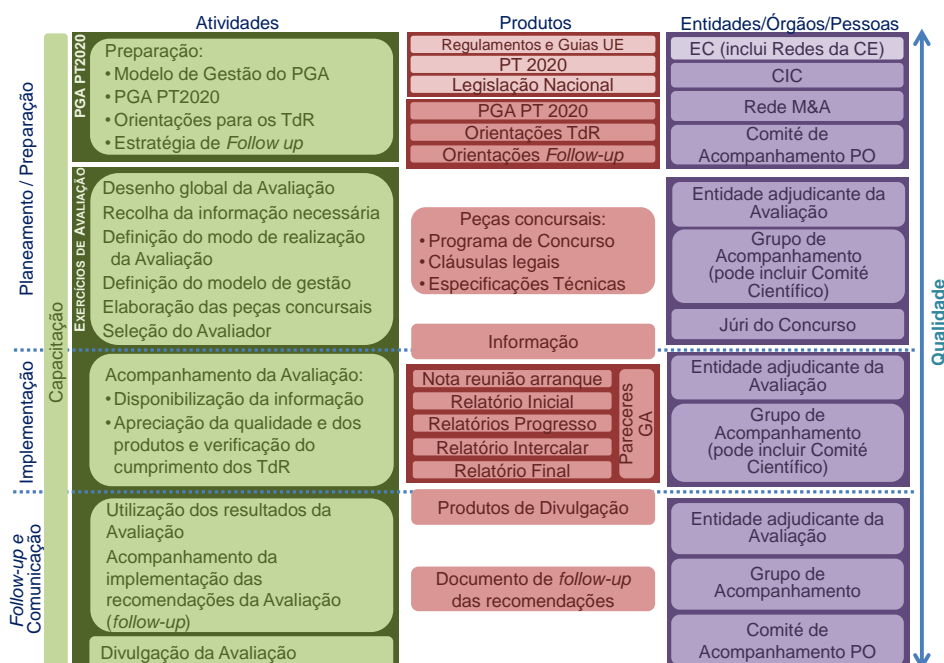 Atividades
Produtos
Entidades/Órgãos/Pessoas
Planeamento / Preparação
Implementação
Follow-up e
Comunicação
Capacitação
PGA PT2020
Preparação:
• Modelo de Gestão do PGA
• PGA PT2020
• Orientações para os TdR
• Estratégia de Follow up
Regulamentos e Guias UE
PT 2020
Legislação Nacional
PGA PT 2020
Orientações TdR
Orientações Follow-up
EC (inclui Redes da CE)
CIC
Rede M&A
Comité de
Acompanhamento PO
EXERCÍCIOS DE AVALIAÇÃO
Desenho global da Avaliação
Recolha da informação necessária
Definição do modo de realização
da Avaliação
Definição do modelo de gestão
Elaboração das peças concursais
Seleção do Avaliador
Peças concursais:
• Programa de Concurso
• Cláusulas legais
• Especificações Técnicas
Informação
Entidade adjudicante da
Avaliação
Grupo de
Acompanhamento
(pode incluir Comité
Científico)
Júri do Concurso
Acompanhamento da Avaliação:
• Disponibilização da informação
• Apreciação da qualidade e dos
produtos e verificação do
cumprimento dos TdR
Nota reunião arranque
Relatório Inicial
Relatórios Progresso
Relatório Intercalar
Relatório Final
Pareceres
GA
Entidade adjudicante da
Avaliação
Grupo de
Acompanhamento
(pode incluir Comité
Científico)
Utilização dos resultados da
Avaliação
Acompanhamento da
implementação das
recomendações da Avaliação
(follow-up)
Divulgação da Avaliação
Produtos de Divulgação
Documento de follow-up
das recomendações
Entidade adjudicante da
Avaliação
Grupo de
Acompanhamento
Comité de
Acompanhamento PO
Qualidade